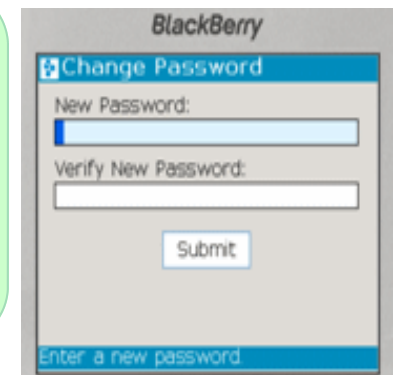 BlackBerry
Change Password
New Password:
Verify New Password:
Submit
Enter a new password.